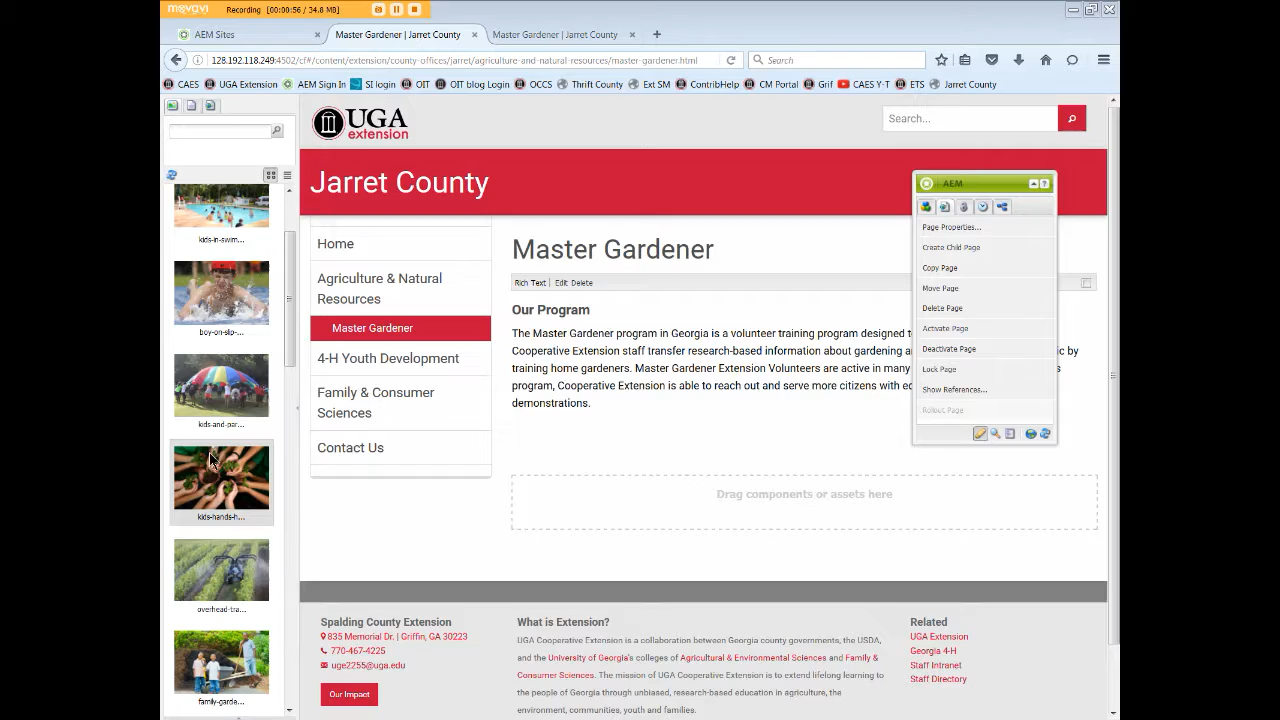 movavi Recording | 00:00:56 / 34.8 MB |
AEM Sites
Master Gardener | Jarret County
Master Gardener | Jarret County
128.192.118.249:4502/cf#/content/extension/county-offices/jarret/agriculture-and-natural-resources/master-gardener.html
Search
CAES
UGA Extension
AEM Sign In
SI login
OIT
OIT blog Login
OCCS
Thrift County
Ext SM
ContribHelp
CM Portal
Grif
CAES Y-T
ETS
Jarret County
kids-in-swim...
boy-on-slip-...
kids-and-par...
kids-hands-h...
overhead-tra...
family-garde...
UGA
extension
Search...
Jarret County
Home
Agriculture & Natural
Resources
Master Gardener
4-H Youth Development
Family & Consumer
Sciences
Contact Us
Master Gardener
Rich Text | Edit Delete
Our Program
The Master Gardener program in Georgia is a volunteer training program designed
Cooperative Extension staff transfer research-based information about gardening
by
training home gardeners. Master Gardener Extension Volunteers are active in many
program, Cooperative Extension is able to reach out and serve more citizens with
demonstrations.
Drag components or assets here
AEM
Page Properties...
Create Child Page
Copy Page
Move Page
Delete Page
Activate Page
Deactivate Page
Lock Page
Show References...
Rollout Page
Spalding County Extension
835 Memorial Dr. | Griffin, GA 30223
770-467-4225
uge2255@uga.edu
Our Impact
What is Extension?
UGA Cooperative Extension is a collaboration between Georgia county governments; the USDA,
and the University of Georgia's colleges of Agricultural & Environmental Sciences and Family &
Consumer Sciences. The mission of UGA Cooperative Extension is to extend lifelong learning to
the people of Georgia through unbiased, research-based education in agriculture, the
environment, communities, youth and families.
Related
UGA Extension
Georgia 4-H
Staff Intranet
Staff Directory